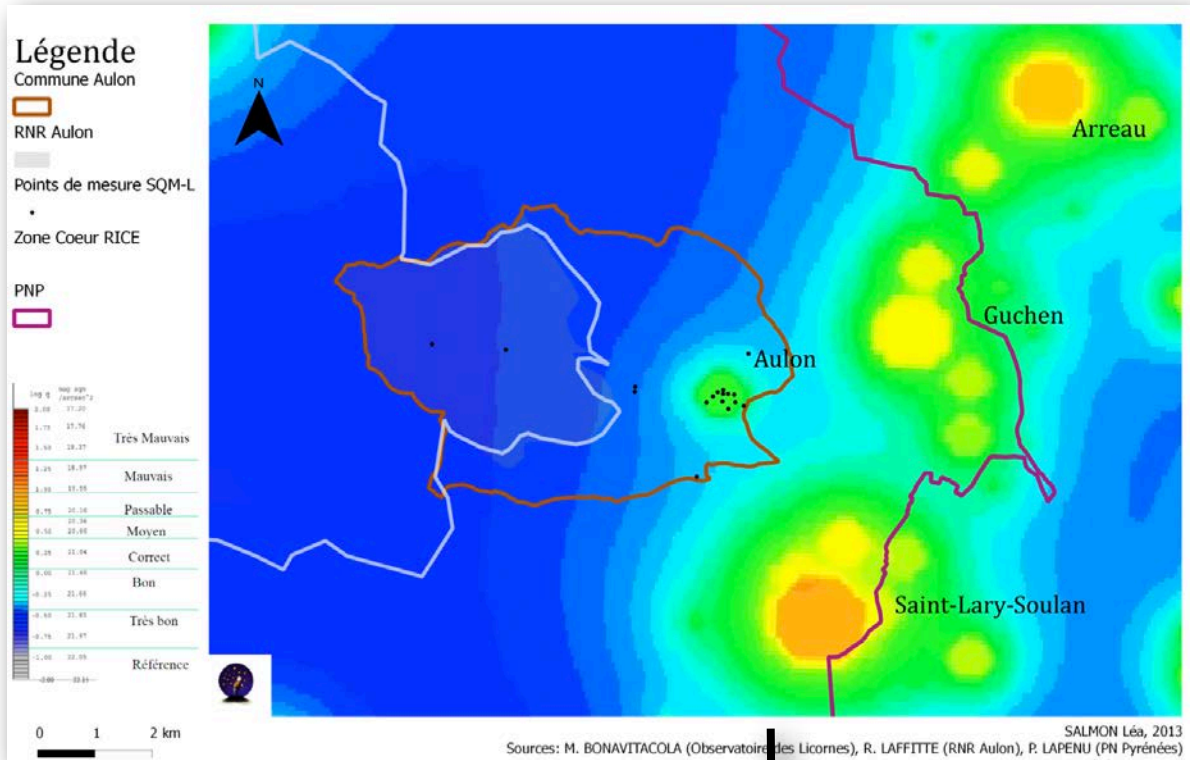 Légende
Commune Aulon
RNR Aulon
Points de mesure SQM-L
Zone Coeur RICE
PNP
N
Arreau
Guchen
Aulon
Saint-Lary-Soulan
Très Mauvais
Mauvais
Passable
Moyen
Correct
Bon
Très bon
Référence
0 1 2 km
SALMON Léa, 2013
Sources: M. BONAVITACOLA (Observatoire des Licornes), R. LAFFITTE (RNR Aulon), P. LAPENU (PN Pyrénées)